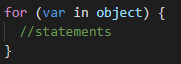 for (var in object) {
  //statements
}